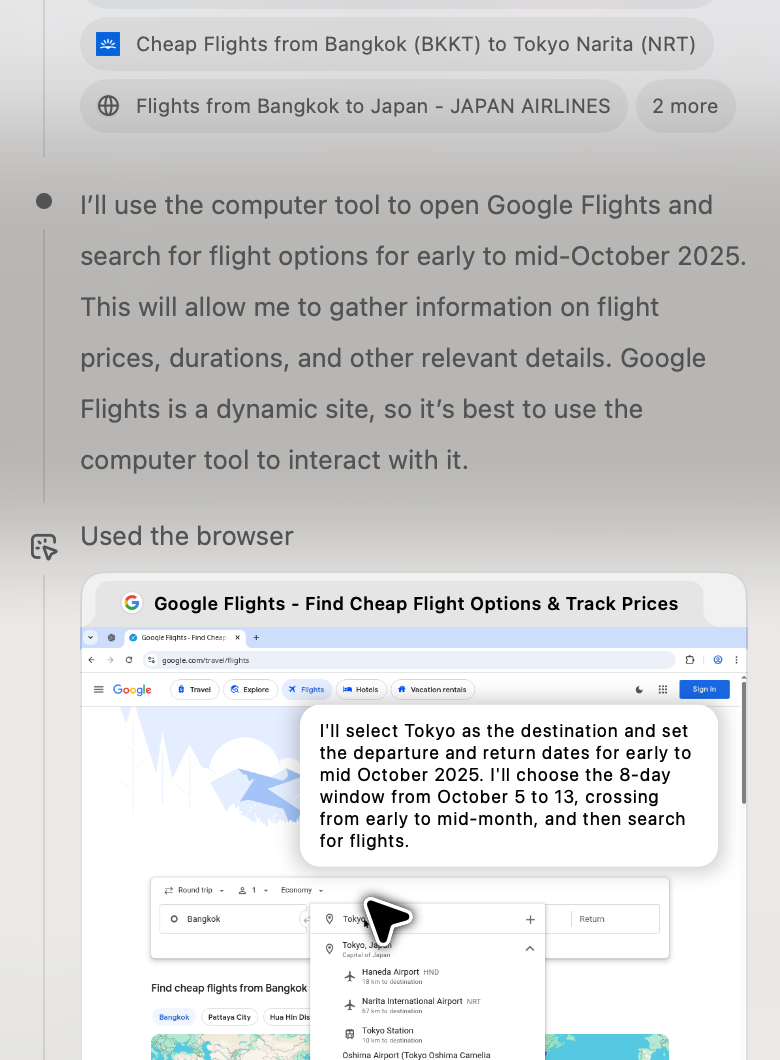 Cheap Flights from Bangkok (BKKT) to Tokyo Narita (NRT)
Flights from Bangkok to Japan - JAPAN AIRLINES
2 more
I’ll use the computer tool to open Google Flights and
search for flight options for early to mid-October 2025.
This will allow me to gather information on flight
prices, durations, and other relevant details. Google
Flights is a dynamic site, so it’s best to use the
computer tool to interact with it.
Used the browser
Google Flights - Find Cheap Flight Options & Track Prices
Google Flights - Find Cheap
google.com/travel/flights
Google
Travel
Explore
Flights
Hotels
Vacation rentals
Sign in
I'll select Tokyo as the destination and set
the departure and return dates for early to
mid October 2025. I'll choose the 8-day
window from October 5 to 13, crossing
from early to mid-month, and then search
for flights.
Round trip
1
Economy
Bangkok
Tokyo
Return
Tokyo, Japan
Capital of Japan
Haneda Airport HND
18 km to destination
Narita International Airport NRT
67 km to destination
Tokyo Station
10 km to destination
Oshima Airport (Tokyo Oshima Camelia
Find cheap flights from Bangkok
Bangkok
Pattaya City
Hua Hin Dis